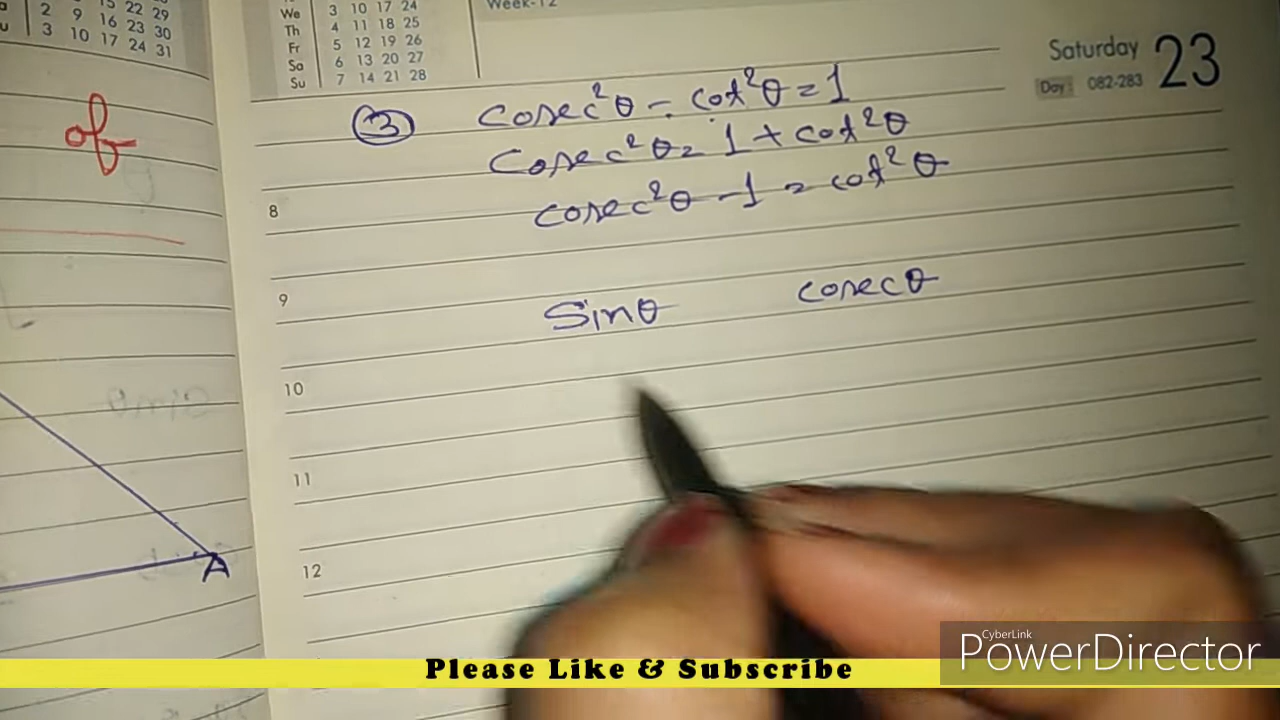 2 9 16 23 30
3 10 17 24 31
We 3 10 17 24
Th 4 11 18 25
Fr 5 12 19 26
Sa 6 13 20 27
Su 7 14 21 28
Saturday 23
Day: 082-283
of
③ cosec²θ - cot²θ = 1
cosec²θ = 1 + cot²θ
cosec²θ - 1 = cot²θ
8
9
sinθ cosecθ
10
11
12
A
CyberLink
PowerDirector
Please Like & Subscribe